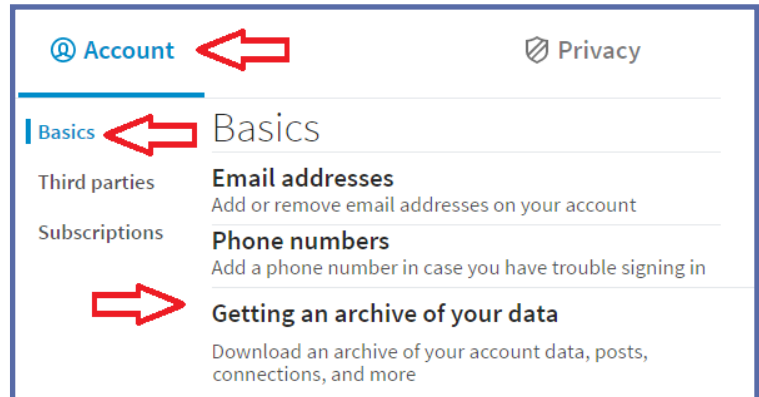 Account
Privacy
Basics
Third parties
Subscriptions
Basics
Email addresses
Add or remove email addresses on your account
Phone numbers
Add a phone number in case you have trouble signing in
Getting an archive of your data
Download an archive of your account data, posts,
connections, and more